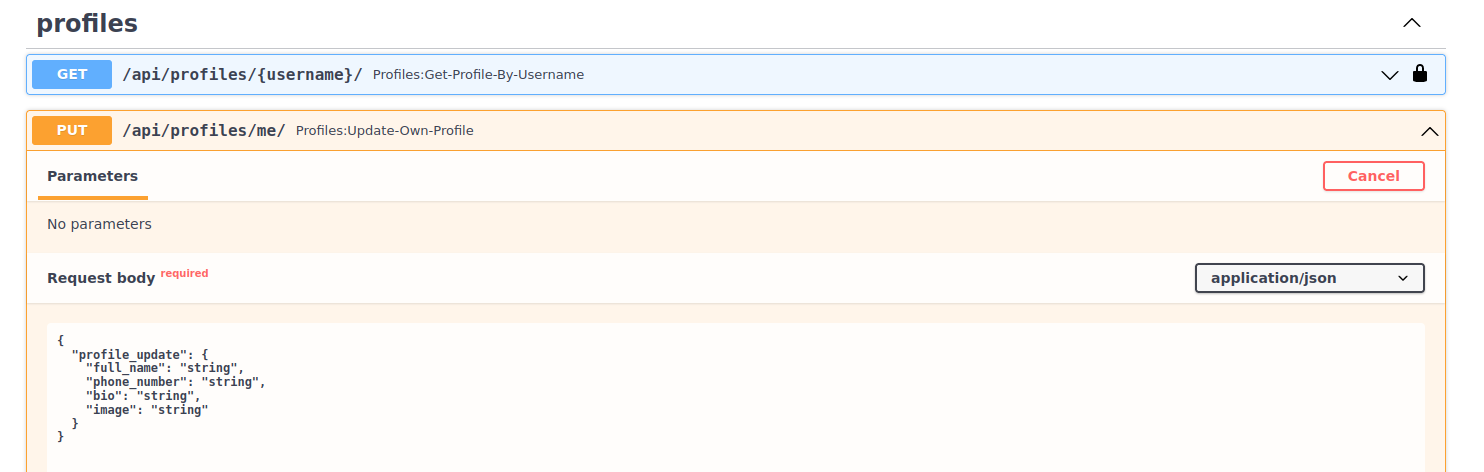 profiles
GET /api/profiles/{username}/ Profiles:Get-Profile-By-Username
PUT /api/profiles/me/ Profiles:Update-Own-Profile
Parameters Cancel
No parameters
Request body required application/json
{
  "profile_update": {
    "full_name": "string",
    "phone_number": "string",
    "bio": "string",
    "image": "string"
  }
}